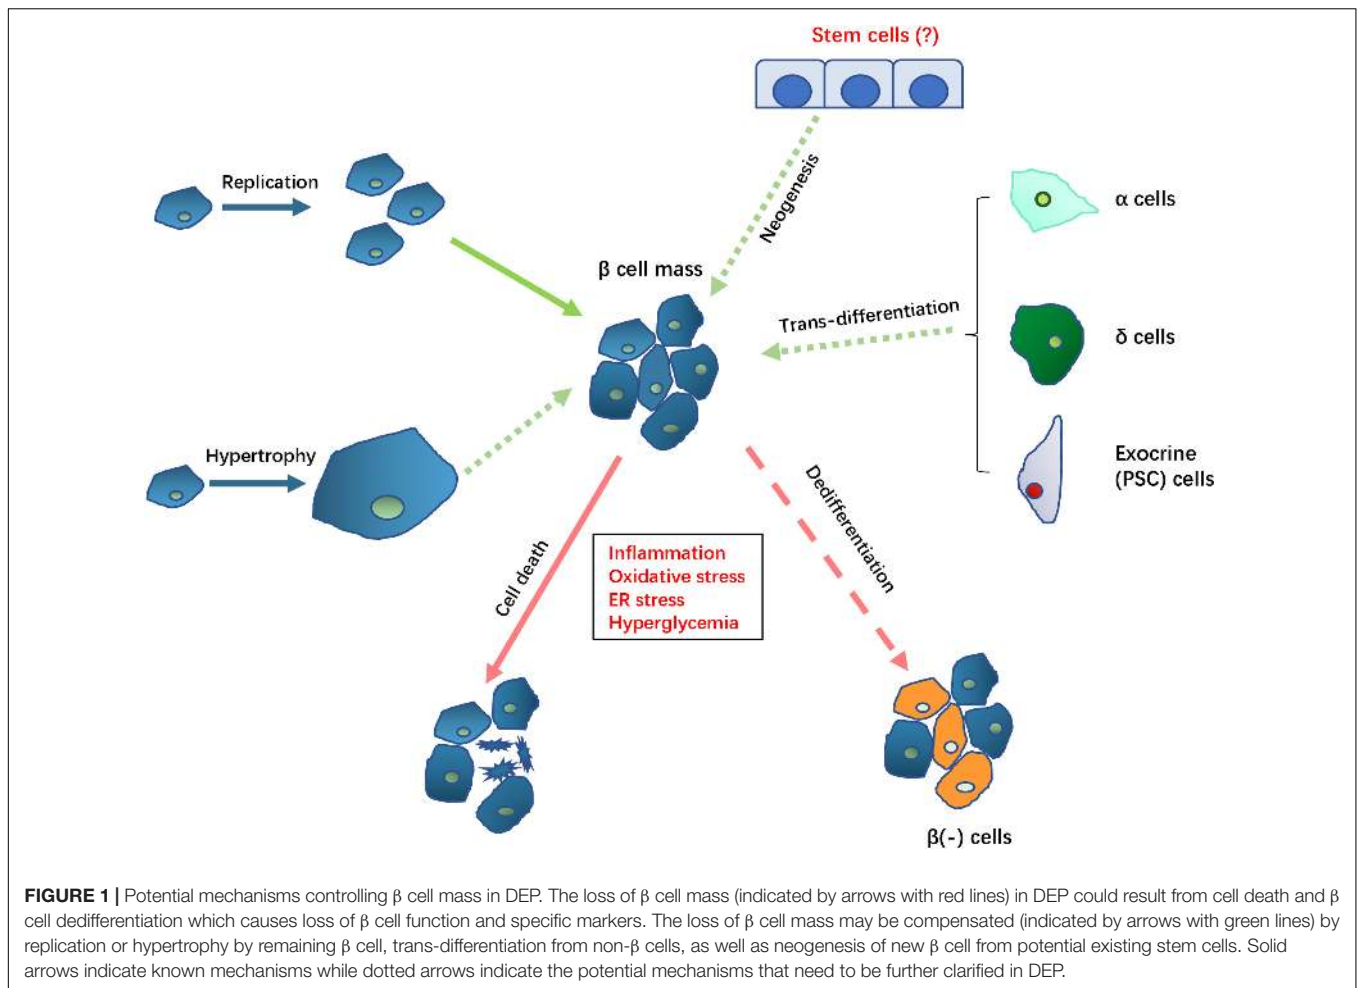 Stem cells (?)
Replication
Neogenesis
α cells
β cell mass
Trans-differentiation
δ cells
Hypertrophy
Exocrine
(PSC) cells
Cell death
Inflammation
Oxidative stress
ER stress
Hyperglycemia
Dedifferentiation
β(-) cells
FIGURE 1 | Potential mechanisms controlling β cell mass in DEP. The loss of β cell mass (indicated by arrows with red lines) in DEP could result from cell death and β
cell dedifferentiation which causes loss of β cell function and specific markers. The loss of β cell mass may be compensated (indicated by arrows with green lines) by
replication or hypertrophy by remaining β cell, trans-differentiation from non-β cells, as well as neogenesis of new β cell from potential existing stem cells. Solid
arrows indicate known mechanisms while dotted arrows indicate the potential mechanisms that need to be further clarified in DEP.